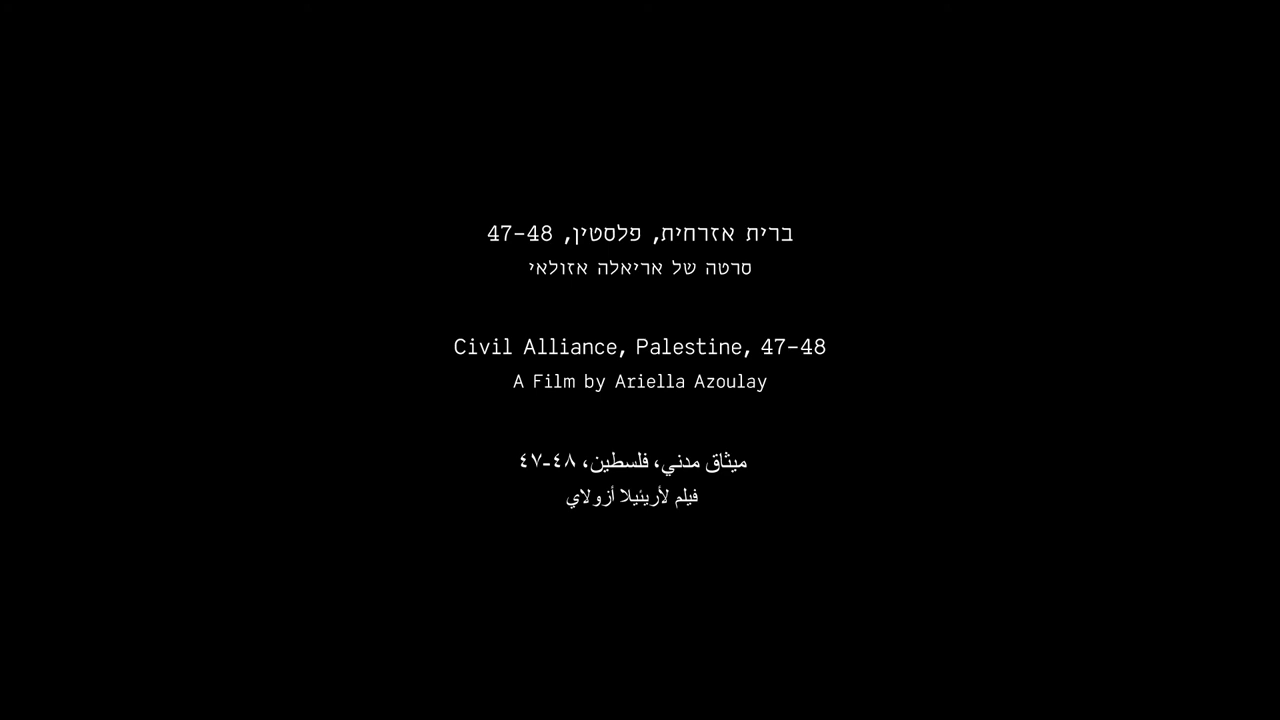 ברית אזרחית, פלסטין, 47-48
סרטה של אריאלה אזולאי
Civil Alliance, Palestine, 47-48
A Film by Ariella Azoulay
ميثاق مدني، فلسطين، ٤٨-٤٧
فيلم لأريئيلا أزولاي